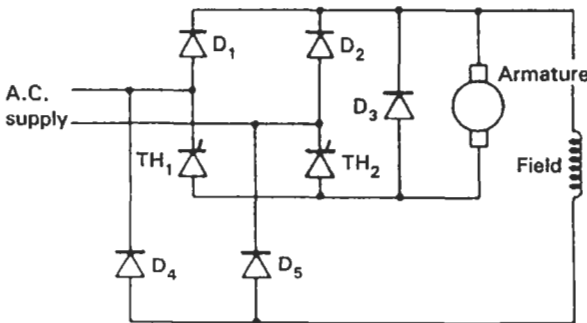 D1
D2
A.C.
supply
D3
Armature
TH1
TH2
Field
D4
D5